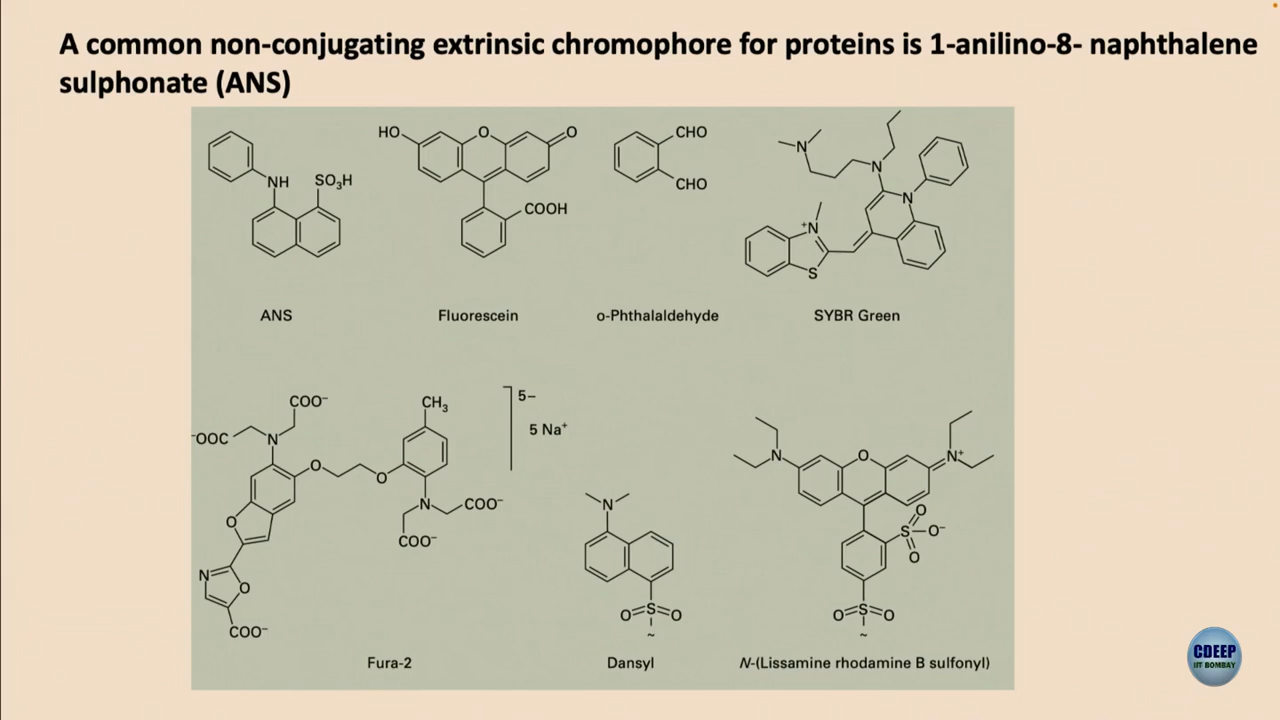 A common non-conjugating extrinsic chromophore for proteins is 1-anilino-8- naphthalene
sulphonate (ANS)
NH SO₃H
HO O O
COOH
CHO
CHO
N N
N
⁺N
S
ANS Fluorescein o-Phthalaldehyde SYBR Green
COO⁻
⁻OOC N
O O
O
N O
COO⁻
CH₃
N COO⁻
COO⁻
5–
5 Na⁺
N
O=S=O
~
N O N⁺
O
S–O⁻
O
O=S=O
~
Fura-2 Dansyl N-(Lissamine rhodamine B sulfonyl)
CDEEP
IIT BOMBAY